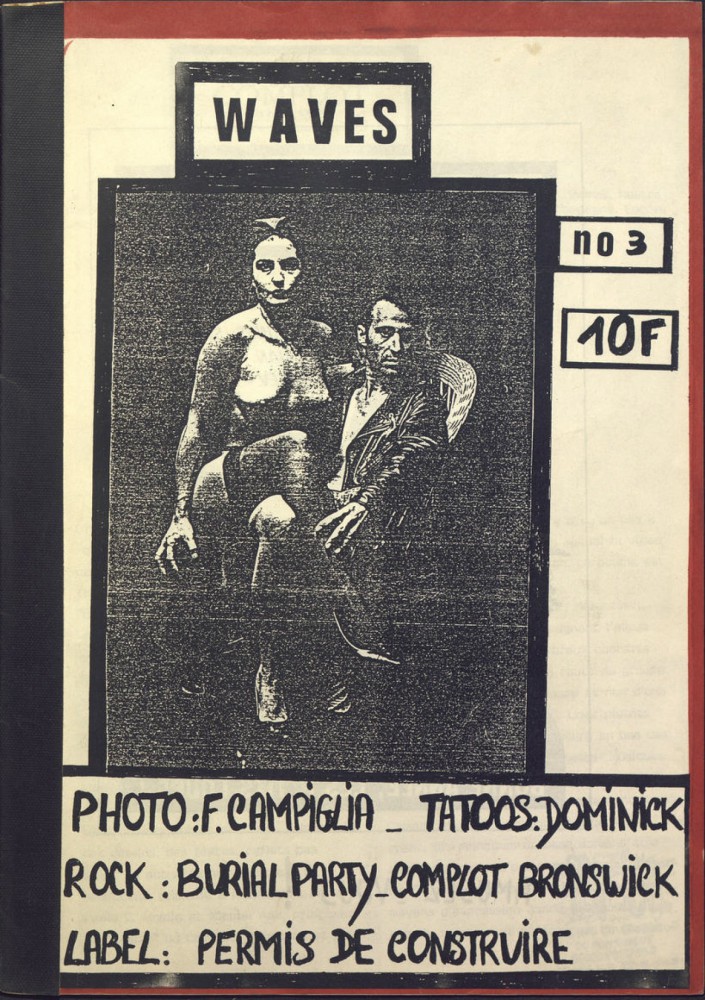 WAVES
no 3
10F
PHOTO: F. CAMPIGLIA _ TATOOS: DOMINICK
ROCK: BURIAL PARTY_COMPLOT BRONSWICK
LABEL: PERMIS DE CONSTRUIRE